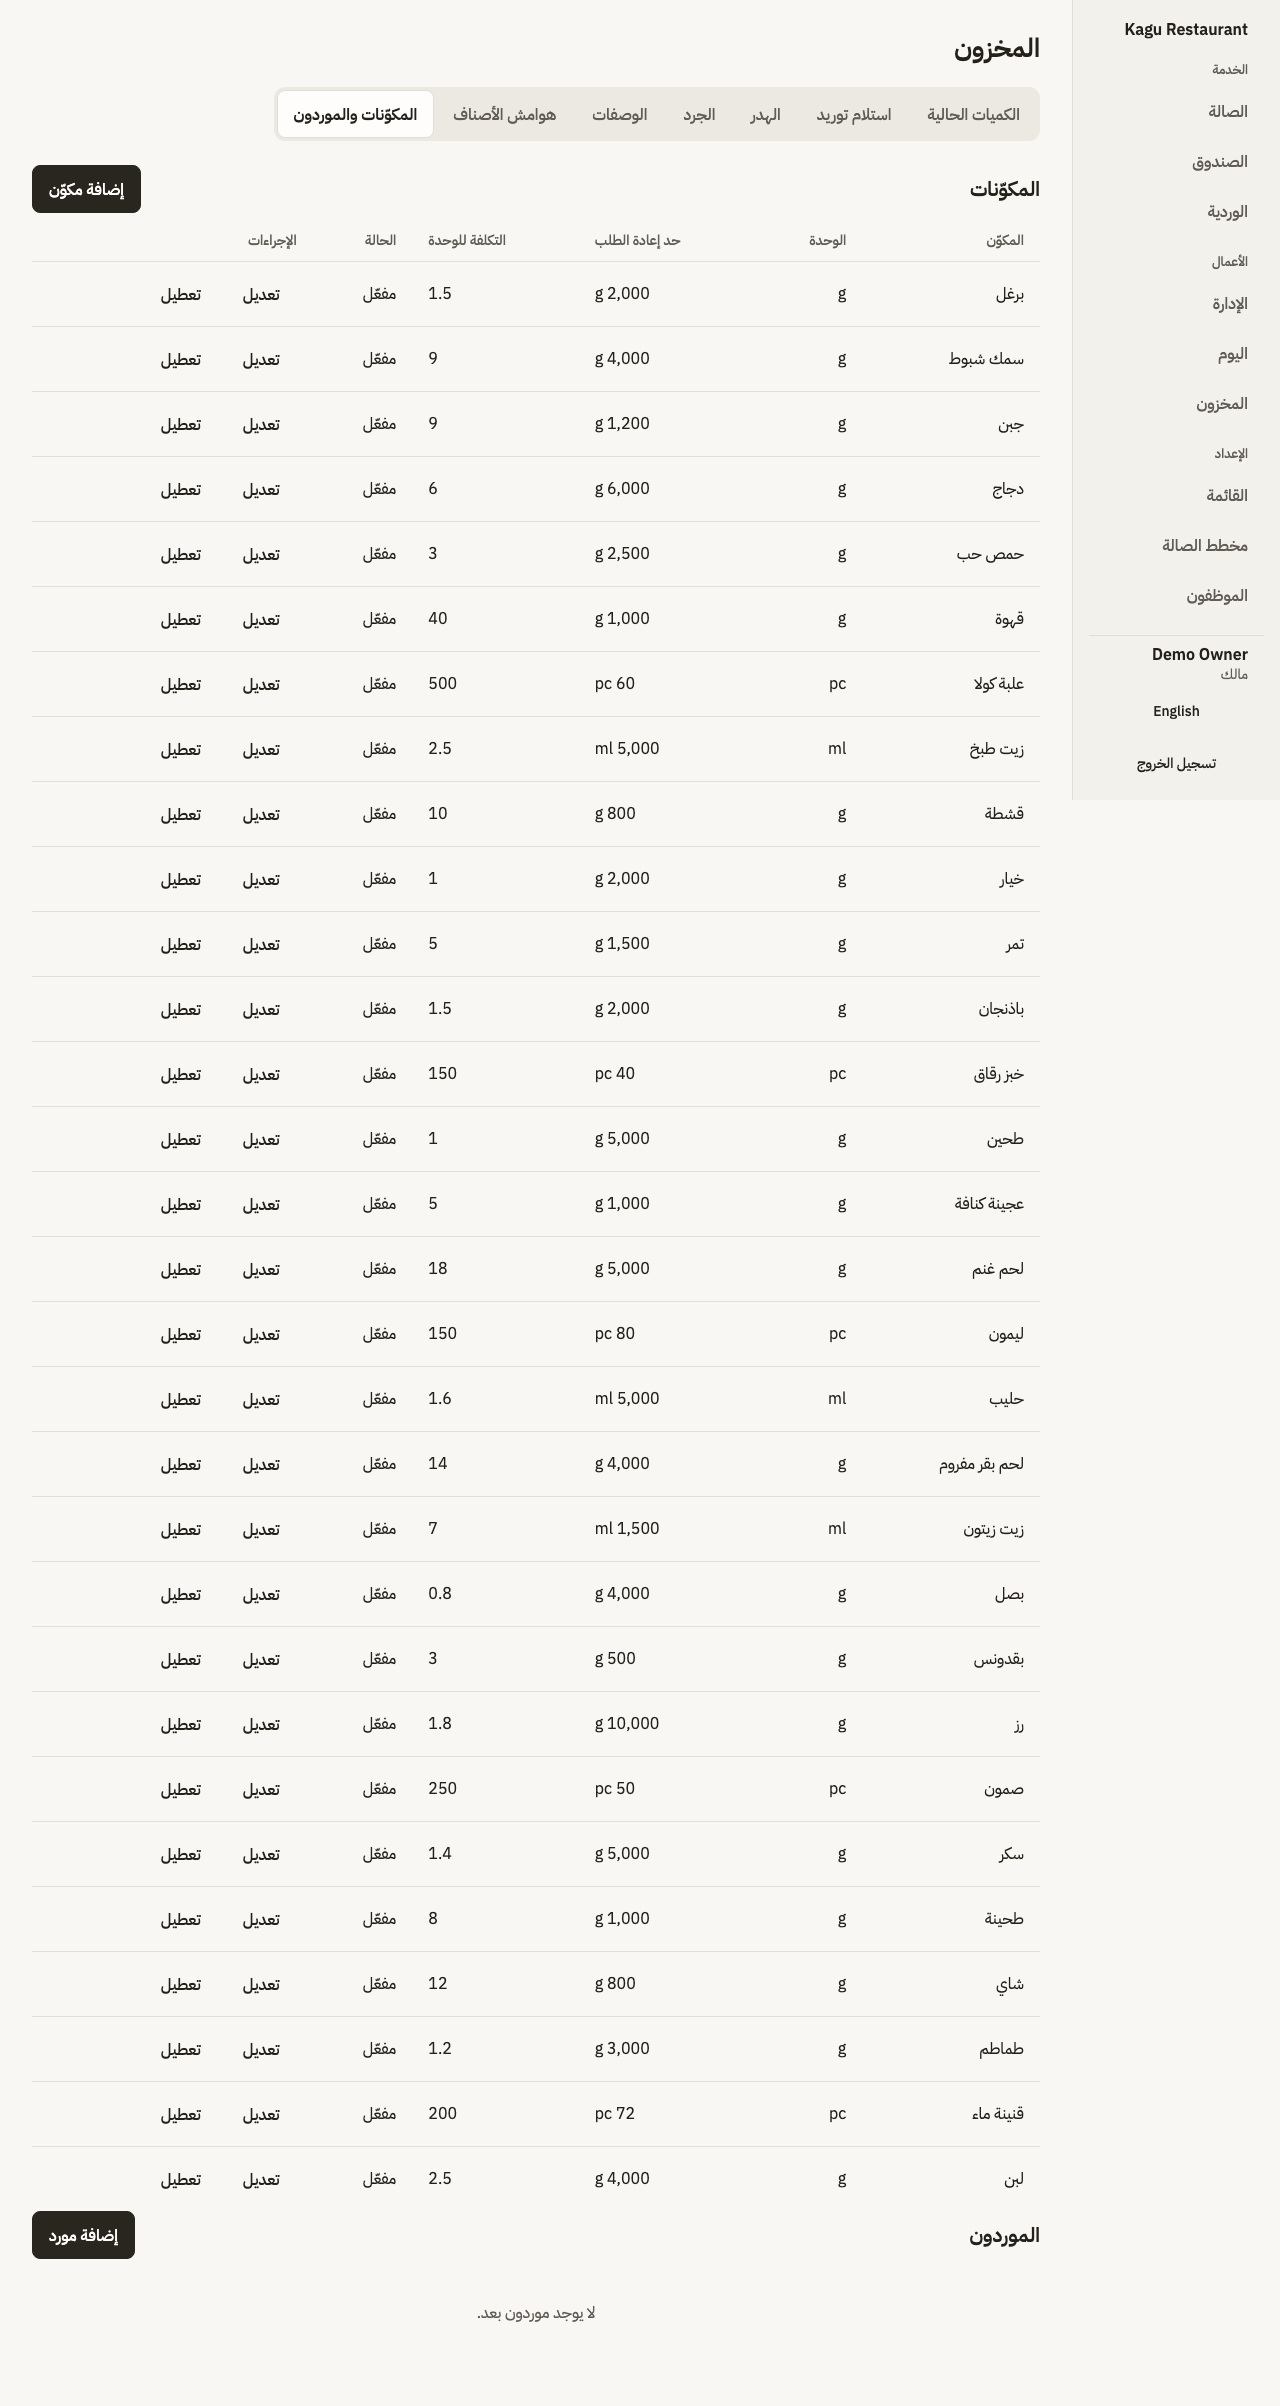 Kagu Restaurant
الخدمة
الصالة
الصندوق
الوردية
الأعمال
الإدارة
اليوم
المخزون
الإعداد
القائمة
مخطط الصالة
الموظفون
Demo Owner
مالك
English
تسجيل الخروج
المخزون
الكميات الحالية استلام توريد الهدر الجرد الوصفات هوامش الأصناف المكوّنات والموردون
المكوّنات إضافة مكوّن
المكوّن الوحدة حد إعادة الطلب التكلفة للوحدة الحالة الإجراءات
برغل g 2,000 g 1.5 مفعّل تعديل تعطيل
سمك شبوط g 4,000 g 9 مفعّل تعديل تعطيل
جبن g 1,200 g 9 مفعّل تعديل تعطيل
دجاج g 6,000 g 6 مفعّل تعديل تعطيل
حمص حب g 2,500 g 3 مفعّل تعديل تعطيل
قهوة g 1,000 g 40 مفعّل تعديل تعطيل
علبة كولا pc 60 pc 500 مفعّل تعديل تعطيل
زيت طبخ ml 5,000 ml 2.5 مفعّل تعديل تعطيل
قشطة g 800 g 10 مفعّل تعديل تعطيل
خيار g 2,000 g 1 مفعّل تعديل تعطيل
تمر g 1,500 g 5 مفعّل تعديل تعطيل
باذنجان g 2,000 g 1.5 مفعّل تعديل تعطيل
خبز رقاق pc 40 pc 150 مفعّل تعديل تعطيل
طحين g 5,000 g 1 مفعّل تعديل تعطيل
عجينة كنافة g 1,000 g 5 مفعّل تعديل تعطيل
لحم غنم g 5,000 g 18 مفعّل تعديل تعطيل
ليمون pc 80 pc 150 مفعّل تعديل تعطيل
حليب ml 5,000 ml 1.6 مفعّل تعديل تعطيل
لحم بقر مفروم g 4,000 g 14 مفعّل تعديل تعطيل
زيت زيتون ml 1,500 ml 7 مفعّل تعديل تعطيل
بصل g 4,000 g 0.8 مفعّل تعديل تعطيل
بقدونس g 500 g 3 مفعّل تعديل تعطيل
رز g 10,000 g 1.8 مفعّل تعديل تعطيل
صمون pc 50 pc 250 مفعّل تعديل تعطيل
سكر g 5,000 g 1.4 مفعّل تعديل تعطيل
طحينة g 1,000 g 8 مفعّل تعديل تعطيل
شاي g 800 g 12 مفعّل تعديل تعطيل
طماطم g 3,000 g 1.2 مفعّل تعديل تعطيل
قنينة ماء pc 72 pc 200 مفعّل تعديل تعطيل
لبن g 4,000 g 2.5 مفعّل تعديل تعطيل
الموردون إضافة مورد
لا يوجد موردون بعد.